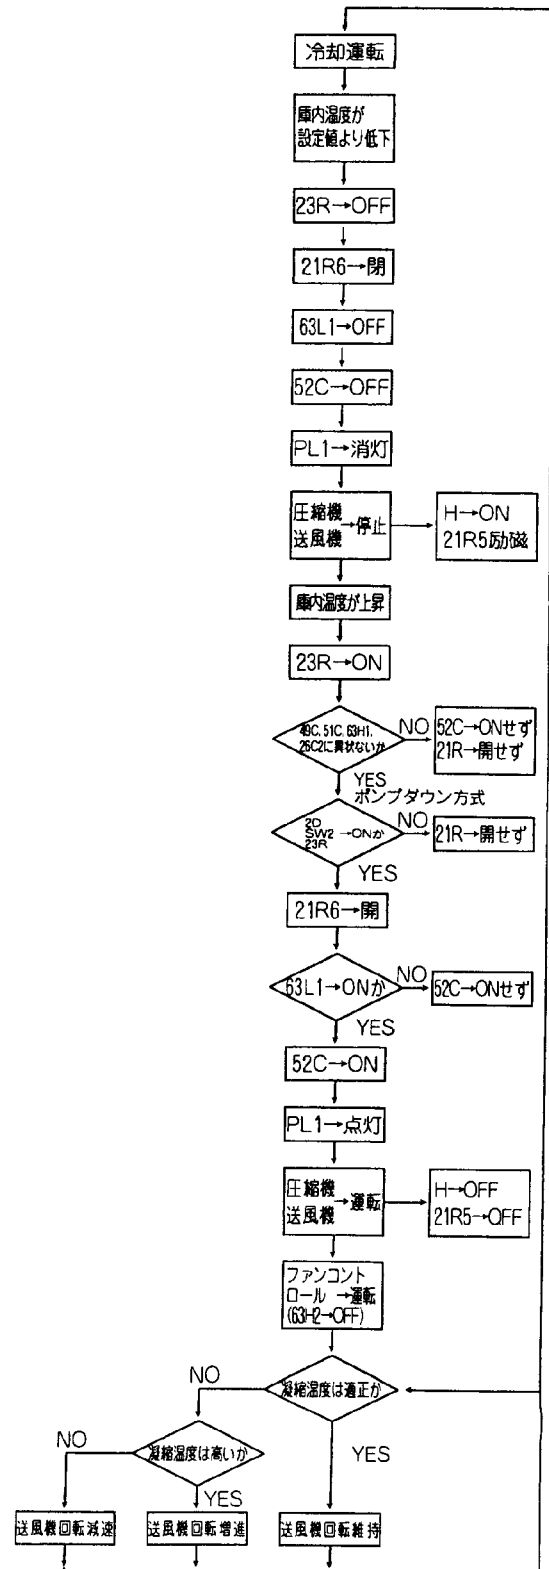 冷却運転
庫内温度が
設定値より低下
23R→OFF
21R6→閉
63L1→OFF
52C→OFF
PL1→消灯
圧縮機
送風機
→停止
H→ON
21R5励磁
庫内温度が上昇
23R→ON
49C, 51C, 63H1,
26C2に異状ないか
NO
52C→ONせず
21R→開せず
YES
ポンプダウン方式
2D
SW2 →ONか
23R
NO
21R→開せず
YES
21R6→開
63L1→ONか
NO
52C→ONせず
YES
52C→ON
PL1→点灯
圧縮機
送風機
→運転
H→OFF
21R5→OFF
ファンコント
ロール →運転
(63H2→OFF)
凝縮温度は適正か
NO
YES
凝縮温度は高いか
NO
YES
送風機回転減速
送風機回転増進
送風機回転維持